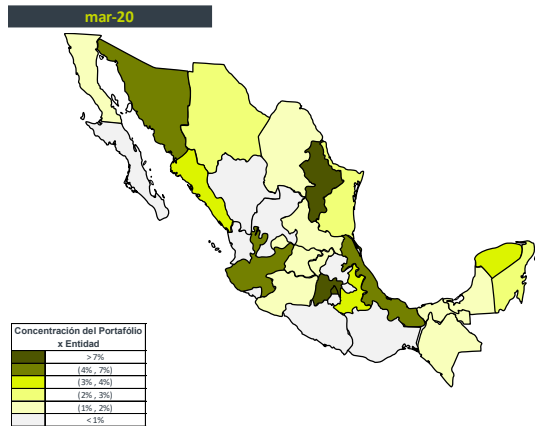 mar-20
Concentración del Portafólio
x Entidad
>7%
(4% , 7%)
(3% , 4%)
(2% , 3%)
(1% , 2%)
<1%